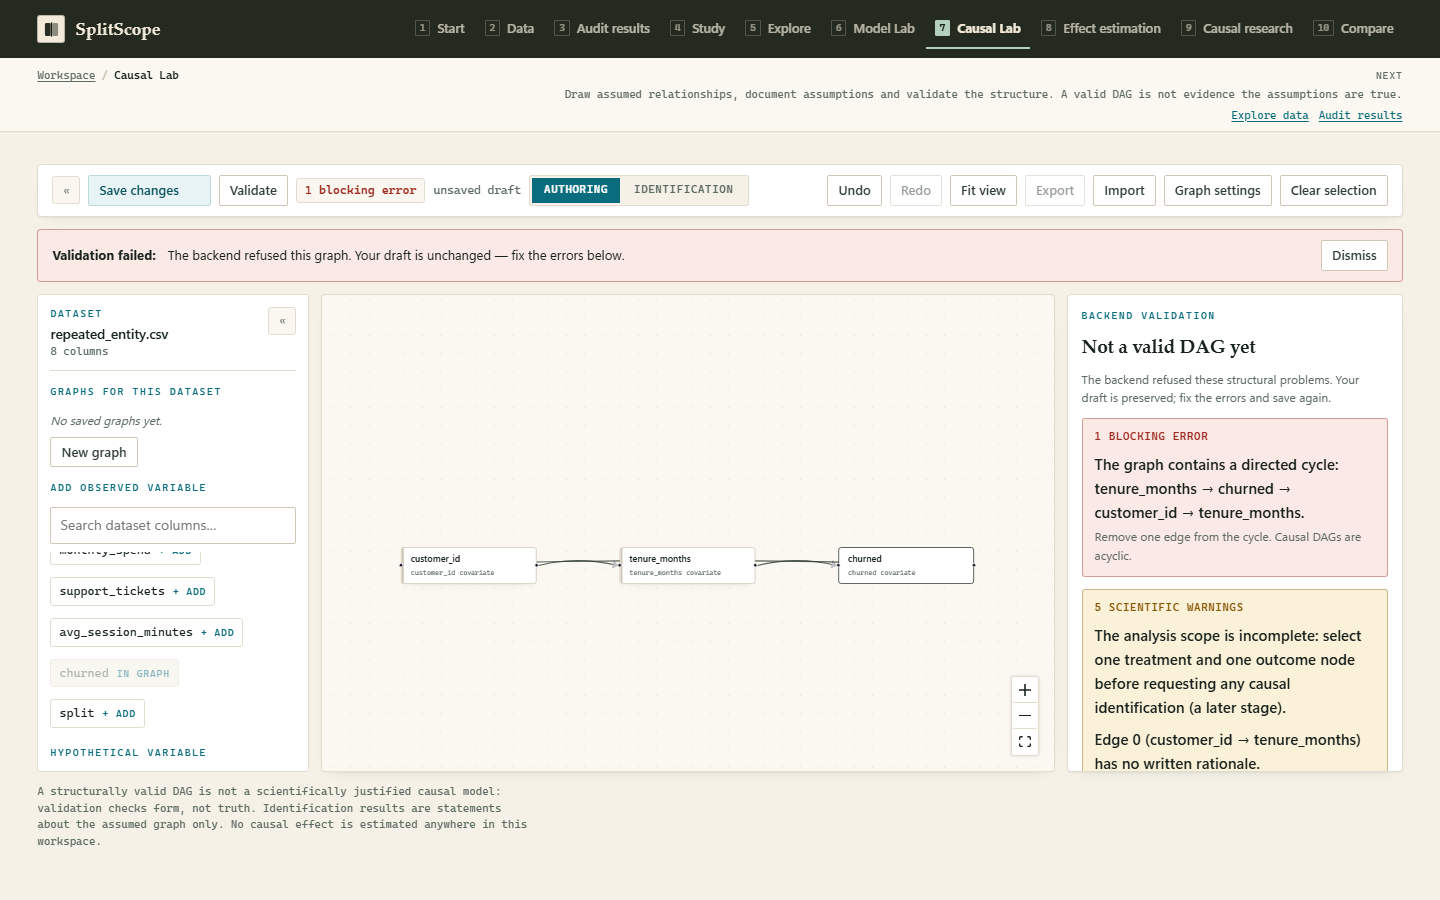 SplitScope
1 Start
2 Data
3 Audit results
4 Study
5 Explore
6 Model Lab
7 Causal Lab
8 Effect estimation
9 Causal research
10 Compare
Workspace / Causal Lab
NEXT
Draw assumed relationships, document assumptions and validate the structure. A valid DAG is not evidence the assumptions are true.
Explore data Audit results
« Save changes Validate 1 blocking error unsaved draft AUTHORING IDENTIFICATION Undo Redo Fit view Export Import Graph settings Clear selection
Validation failed: The backend refused this graph. Your draft is unchanged — fix the errors below. Dismiss
DATASET
repeated_entity.csv
8 columns
«
GRAPHS FOR THIS DATASET
No saved graphs yet.
New graph
ADD OBSERVED VARIABLE
Search dataset columns...
monthly_spend + ADD
support_tickets + ADD
avg_session_minutes + ADD
churned IN GRAPH
split + ADD
HYPOTHETICAL VARIABLE
customer_id
customer_id covariate
tenure_months
tenure_months covariate
churned
churned covariate
BACKEND VALIDATION
Not a valid DAG yet
The backend refused these structural problems. Your
draft is preserved; fix the errors and save again.
1 BLOCKING ERROR
The graph contains a directed cycle:
tenure_months → churned →
customer_id → tenure_months.
Remove one edge from the cycle. Causal DAGs are
acyclic.
5 SCIENTIFIC WARNINGS
The analysis scope is incomplete: select
one treatment and one outcome node
before requesting any causal
identification (a later stage).
Edge 0 (customer_id → tenure_months)
has no written rationale.
A structurally valid DAG is not a scientifically justified causal model:
validation checks form, not truth. Identification results are statements
about the assumed graph only. No causal effect is estimated anywhere in this
workspace.